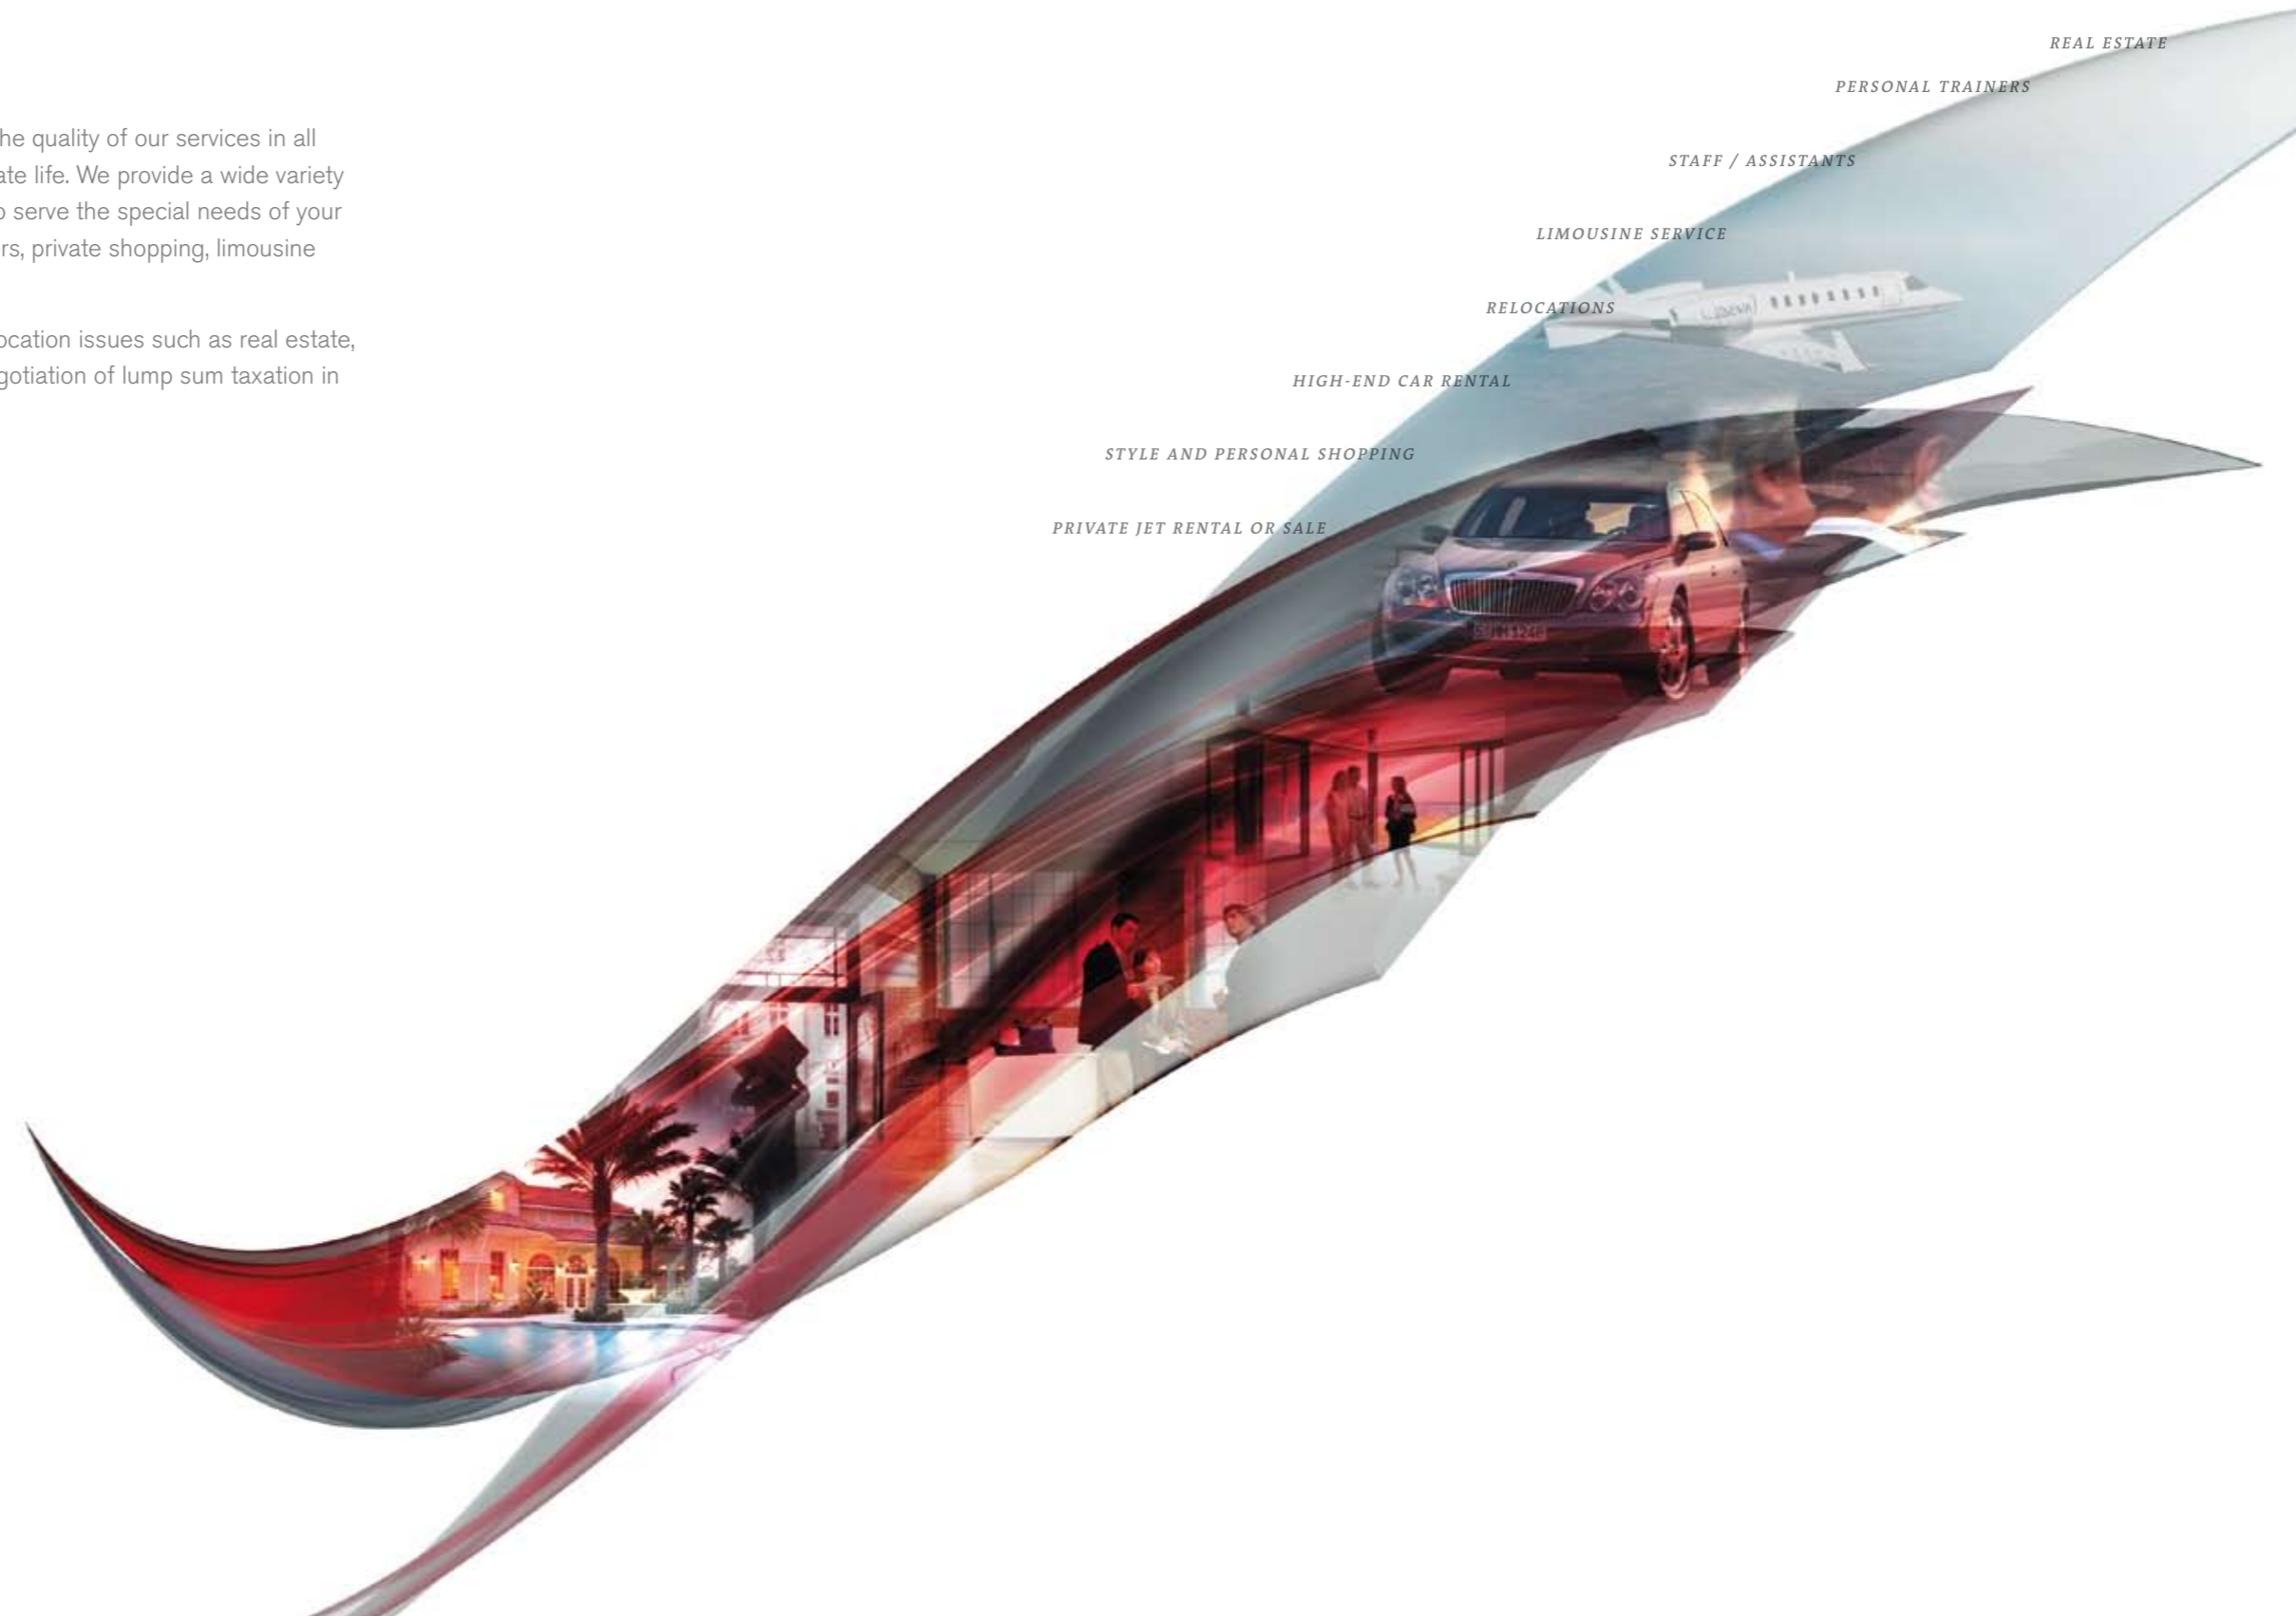 he quality of our services in all
ate life. We provide a wide variety
o serve the special needs of your
rs, private shopping, limousine
ocation issues such as real estate,
gotiation of lump sum taxation in
REAL ESTATE
PERSONAL TRAINERS
STAFF / ASSISTANTS
LIMOUSINE SERVICE
RELOCATIONS
HIGH-END CAR RENTAL
STYLE AND PERSONAL SHOPPING
PRIVATE JET RENTAL OR SALE